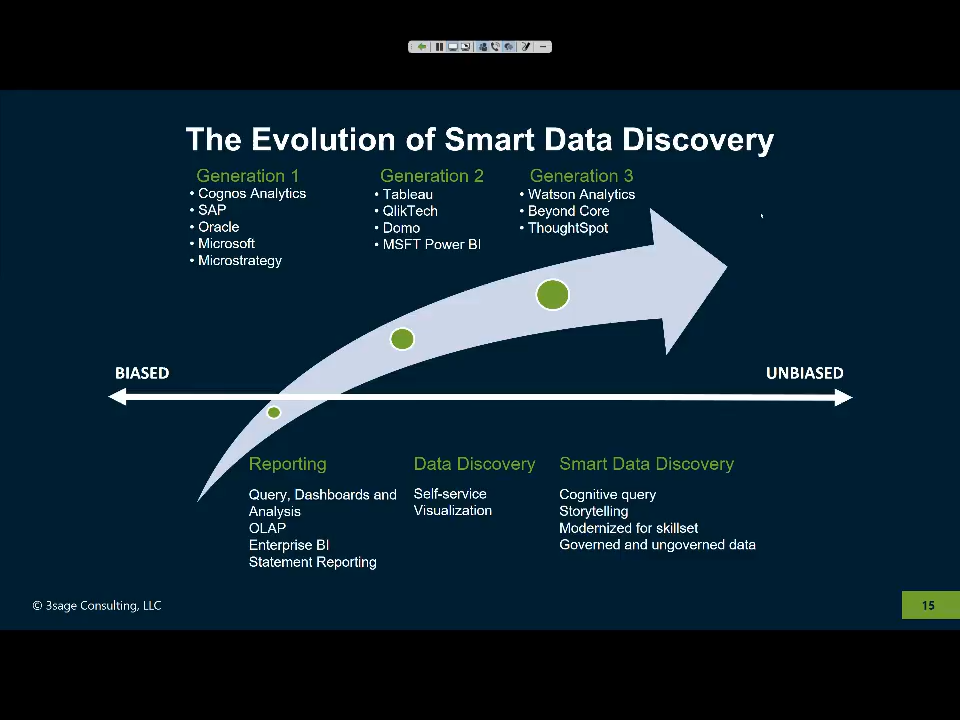 The Evolution of Smart Data Discovery
Generation 1
• Cognos Analytics
• SAP
• Oracle
• Microsoft
• Microstrategy
Generation 2
• Tableau
• QlikTech
• Domo
• MSFT Power BI
Generation 3
• Watson Analytics
• Beyond Core
• ThoughtSpot
BIASED
UNBIASED
Reporting
Query, Dashboards and
Analysis
OLAP
Enterprise BI
Statement Reporting
Data Discovery
Self-service
Visualization
Smart Data Discovery
Cognitive query
Storytelling
Modernized for skillset
Governed and ungoverned data
© 3sage Consulting, LLC
15